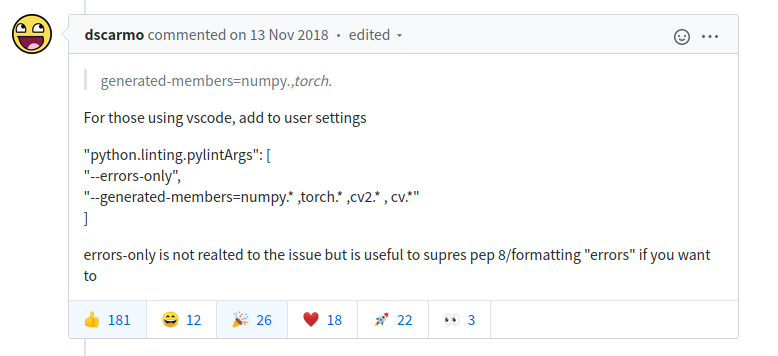 dscarmo commented on 13 Nov 2018 • edited
generated-members=numpy.,torch.
For those using vscode, add to user settings
"python.linting.pylintArgs": [
"--errors-only",
"--generated-members=numpy.* ,torch.* ,cv2.* , cv.*"
]
errors-only is not realted to the issue but is useful to supres pep 8/formatting "errors" if you want
to
181 12 26 18 22 3